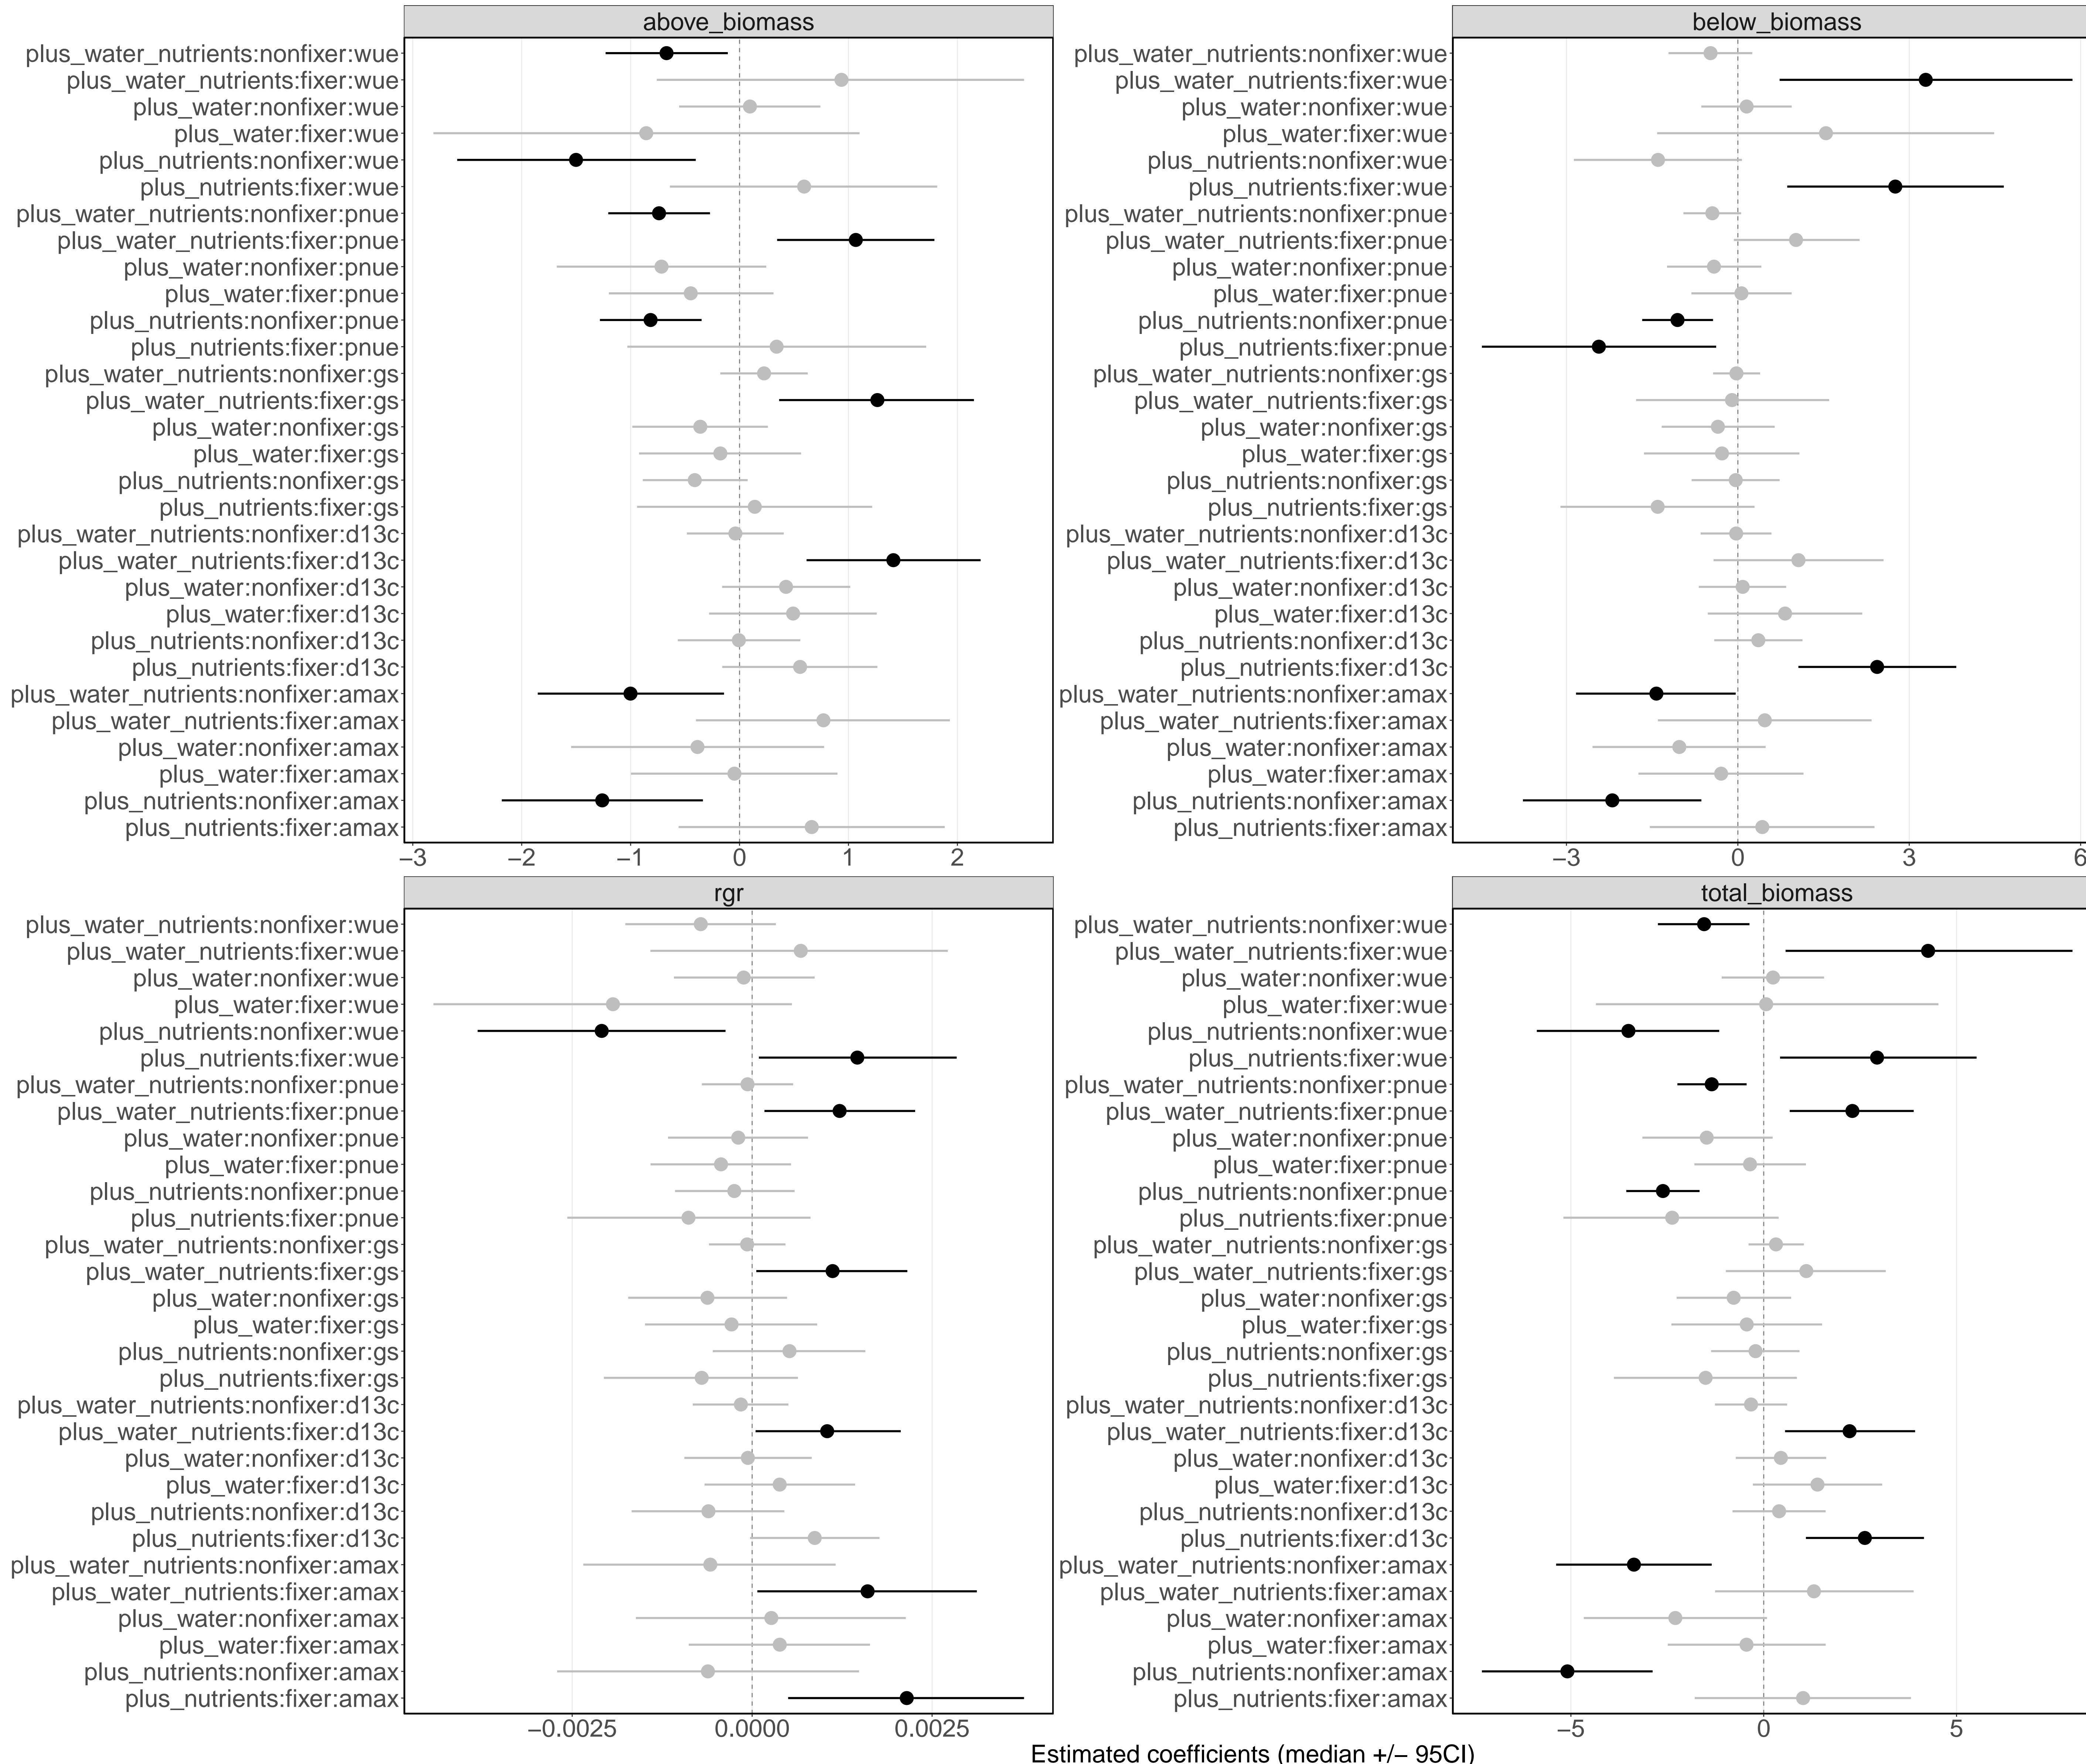 above_biomass
plus_water_nutrients:nonfixer:wue
plus_water_nutrients:fixer:wue
plus_water:nonfixer:wue
plus_water:fixer:wue
plus_nutrients:nonfixer:wue
plus_nutrients:fixer:wue
plus_water_nutrients:nonfixer:pnue
plus_water_nutrients:fixer:pnue
plus_water:nonfixer:pnue
plus_water:fixer:pnue
plus_nutrients:nonfixer:pnue
plus_nutrients:fixer:pnue
plus_water_nutrients:nonfixer:gs
plus_water_nutrients:fixer:gs
plus_water:nonfixer:gs
plus_water:fixer:gs
plus_nutrients:nonfixer:gs
plus_nutrients:fixer:gs
plus_water_nutrients:nonfixer:d13c
plus_water_nutrients:fixer:d13c
plus_water:nonfixer:d13c
plus_water:fixer:d13c
plus_nutrients:nonfixer:d13c
plus_nutrients:fixer:d13c
plus_water_nutrients:nonfixer:amax
plus_water_nutrients:fixer:amax
plus_water:nonfixer:amax
plus_water:fixer:amax
plus_nutrients:nonfixer:amax
plus_nutrients:fixer:amax
−3 −2 −1 0 1 2
below_biomass
plus_water_nutrients:nonfixer:wue
plus_water_nutrients:fixer:wue
plus_water:nonfixer:wue
plus_water:fixer:wue
plus_nutrients:nonfixer:wue
plus_nutrients:fixer:wue
plus_water_nutrients:nonfixer:pnue
plus_water_nutrients:fixer:pnue
plus_water:nonfixer:pnue
plus_water:fixer:pnue
plus_nutrients:nonfixer:pnue
plus_nutrients:fixer:pnue
plus_water_nutrients:nonfixer:gs
plus_water_nutrients:fixer:gs
plus_water:nonfixer:gs
plus_water:fixer:gs
plus_nutrients:nonfixer:gs
plus_nutrients:fixer:gs
plus_water_nutrients:nonfixer:d13c
plus_water_nutrients:fixer:d13c
plus_water:nonfixer:d13c
plus_water:fixer:d13c
plus_nutrients:nonfixer:d13c
plus_nutrients:fixer:d13c
plus_water_nutrients:nonfixer:amax
plus_water_nutrients:fixer:amax
plus_water:nonfixer:amax
plus_water:fixer:amax
plus_nutrients:nonfixer:amax
plus_nutrients:fixer:amax
−3 0 3 6
rgr
plus_water_nutrients:nonfixer:wue
plus_water_nutrients:fixer:wue
plus_water:nonfixer:wue
plus_water:fixer:wue
plus_nutrients:nonfixer:wue
plus_nutrients:fixer:wue
plus_water_nutrients:nonfixer:pnue
plus_water_nutrients:fixer:pnue
plus_water:nonfixer:pnue
plus_water:fixer:pnue
plus_nutrients:nonfixer:pnue
plus_nutrients:fixer:pnue
plus_water_nutrients:nonfixer:gs
plus_water_nutrients:fixer:gs
plus_water:nonfixer:gs
plus_water:fixer:gs
plus_nutrients:nonfixer:gs
plus_nutrients:fixer:gs
plus_water_nutrients:nonfixer:d13c
plus_water_nutrients:fixer:d13c
plus_water:nonfixer:d13c
plus_water:fixer:d13c
plus_nutrients:nonfixer:d13c
plus_nutrients:fixer:d13c
plus_water_nutrients:nonfixer:amax
plus_water_nutrients:fixer:amax
plus_water:nonfixer:amax
plus_water:fixer:amax
plus_nutrients:nonfixer:amax
plus_nutrients:fixer:amax
−0.0025 0.0000 0.0025
total_biomass
plus_water_nutrients:nonfixer:wue
plus_water_nutrients:fixer:wue
plus_water:nonfixer:wue
plus_water:fixer:wue
plus_nutrients:nonfixer:wue
plus_nutrients:fixer:wue
plus_water_nutrients:nonfixer:pnue
plus_water_nutrients:fixer:pnue
plus_water:nonfixer:pnue
plus_water:fixer:pnue
plus_nutrients:nonfixer:pnue
plus_nutrients:fixer:pnue
plus_water_nutrients:nonfixer:gs
plus_water_nutrients:fixer:gs
plus_water:nonfixer:gs
plus_water:fixer:gs
plus_nutrients:nonfixer:gs
plus_nutrients:fixer:gs
plus_water_nutrients:nonfixer:d13c
plus_water_nutrients:fixer:d13c
plus_water:nonfixer:d13c
plus_water:fixer:d13c
plus_nutrients:nonfixer:d13c
plus_nutrients:fixer:d13c
plus_water_nutrients:nonfixer:amax
plus_water_nutrients:fixer:amax
plus_water:nonfixer:amax
plus_water:fixer:amax
plus_nutrients:nonfixer:amax
plus_nutrients:fixer:amax
−5 0 5
Estimated coefficients (median +/− 95CI)